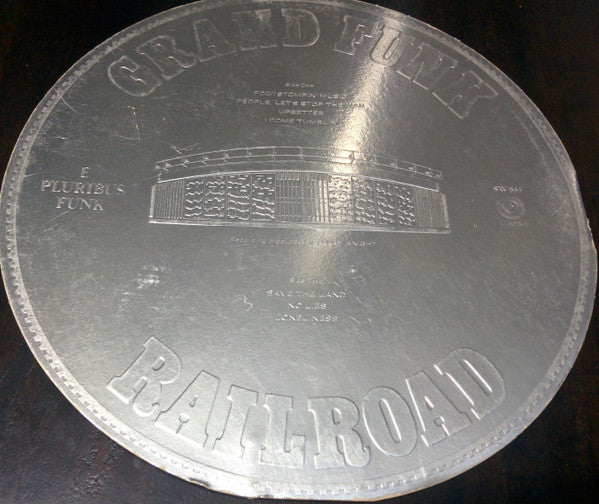 GRAND FUNK
Side One
FOOTSTOMPIN' MUSIC
PEOPLE, LET'S STOP THE WAR
UPSETTER
I COME TUMBLIN'
E
PLURIBUS
FUNK
SW-853
Recording produced by KNIGHT
Side Two
SAVE THE LAND
NO LIES
LONELINESS
RAILROAD